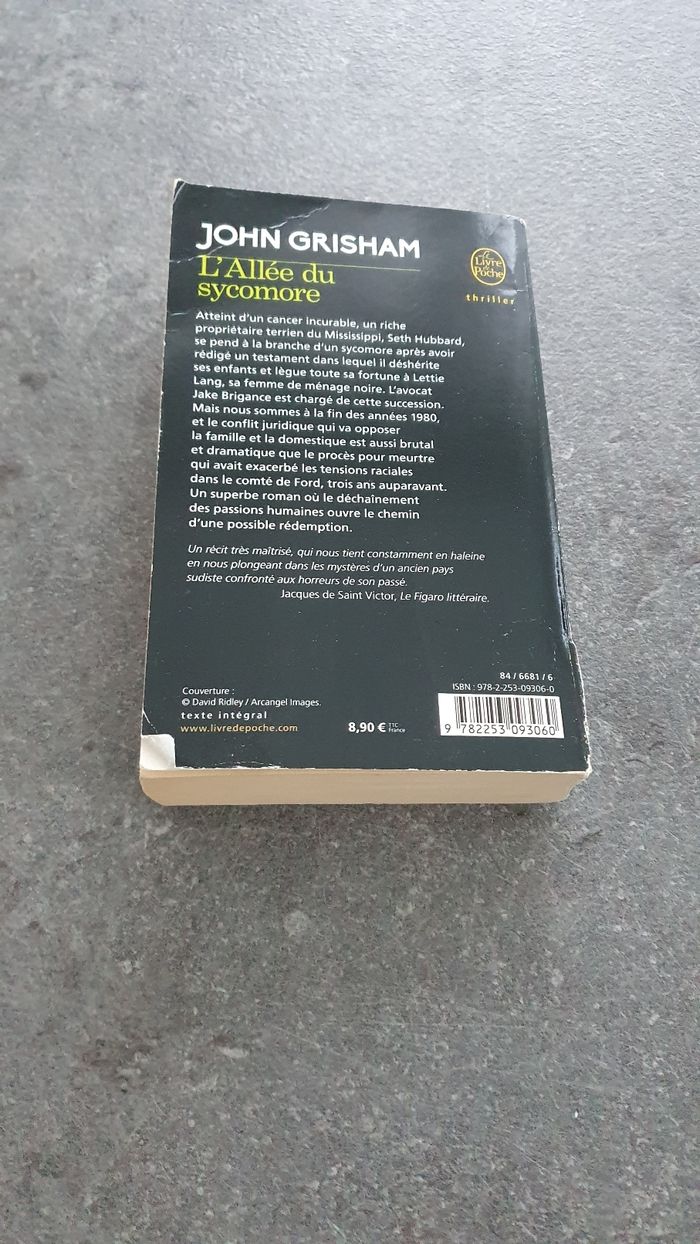 JOHN GRISHAM
L'Allée du
sycomore
Le
Livre
de
Poche
thriller
Atteint d'un cancer incurable, un riche
propriétaire terrien du Mississippi, Seth Hubbard,
se pend à la branche d'un sycomore après avoir
rédigé un testament dans lequel il déshérite
ses enfants et lègue toute sa fortune à Lettie
Lang, sa femme de ménage noire. L'avocat
Jake Brigance est chargé de cette succession.
Mais nous sommes à la fin des années 1980,
et le conflit juridique qui va opposer
la famille et la domestique est aussi brutal
et dramatique que le procès pour meurtre
qui avait exacerbé les tensions raciales
dans le comté de Ford, trois ans auparavant.
Un superbe roman où le déchaînement
des passions humaines ouvre le chemin
d'une possible rédemption.
Un récit très maîtrisé, qui nous tient constamment en haleine
en nous plongeant dans les mystères d'un ancien pays
sudiste confronté aux horreurs de son passé.
Jacques de Saint Victor, Le Figaro littéraire.
84 / 6681 / 6
ISBN : 978-2-253-09306-0
Couverture :
© David Ridley / Arcangel Images.
texte intégral
www.livredepoche.com
8,90 € TTC
France
9 782253 093060